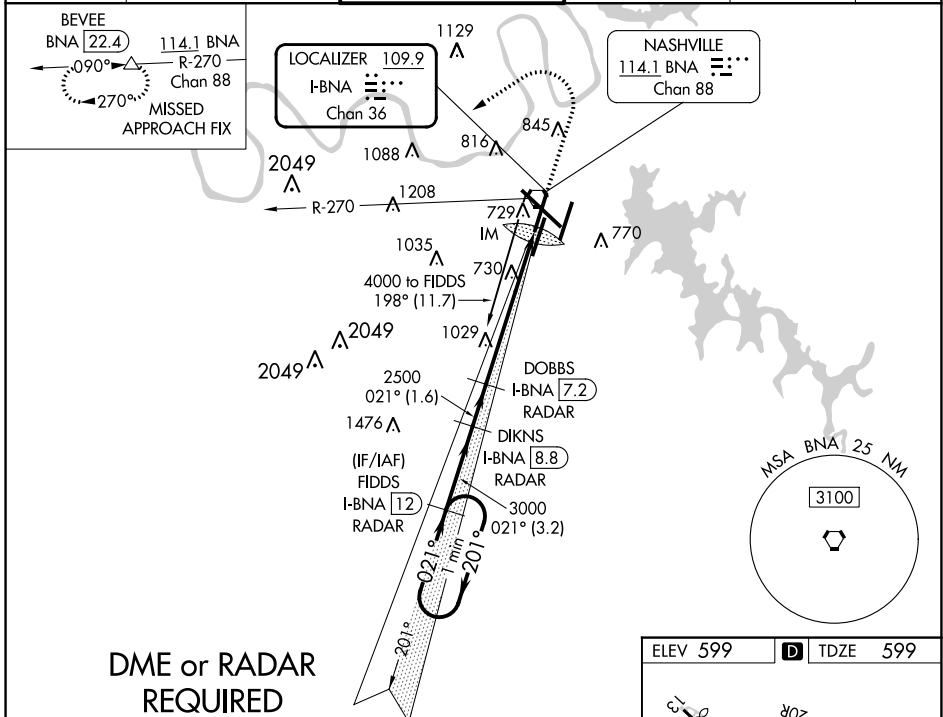 BEVEE
BNA 22.4
114.1 BNA
090°
R-270
Chan 88
270°
MISSED
APPROACH FIX
LOCALIZER 109.9
I-BNA
Chan 36
1129
NASHVILLE
114.1 BNA
Chan 88
845
816
1088
2049
1208
R-270
729
IM
770
1035
730
4000 to FIDDS
198° (11.7)
1029
2049
2049
2500
021° (1.6)
DOBBS
I-BNA 7.2
RADAR
1476
DIKNS
I-BNA 8.8
RADAR
(IF/IAF)
FIDDS
I-BNA 12
RADAR
3000
021° (3.2)
021°
1 min
201°
201°
MSA BNA 25 NM
3100
DME or RADAR
REQUIRED
ELEV 599
D
TDZE 599
13
20R